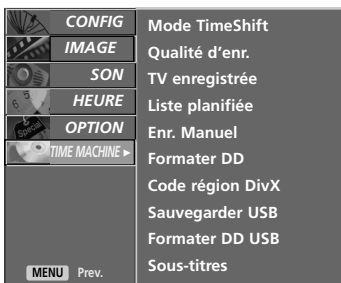 CONFIG
IMAGE
SON
HEURE
OPTION
TIME MACHINE ►
Mode TimeShift
Qualité d’enr.
TV enregistrée
Liste planifiée
Enr. Manuel
Formater DD
Code région DivX
Sauvegarder USB
Formater DD USB
Sous-titres
MENU Prev.
Special